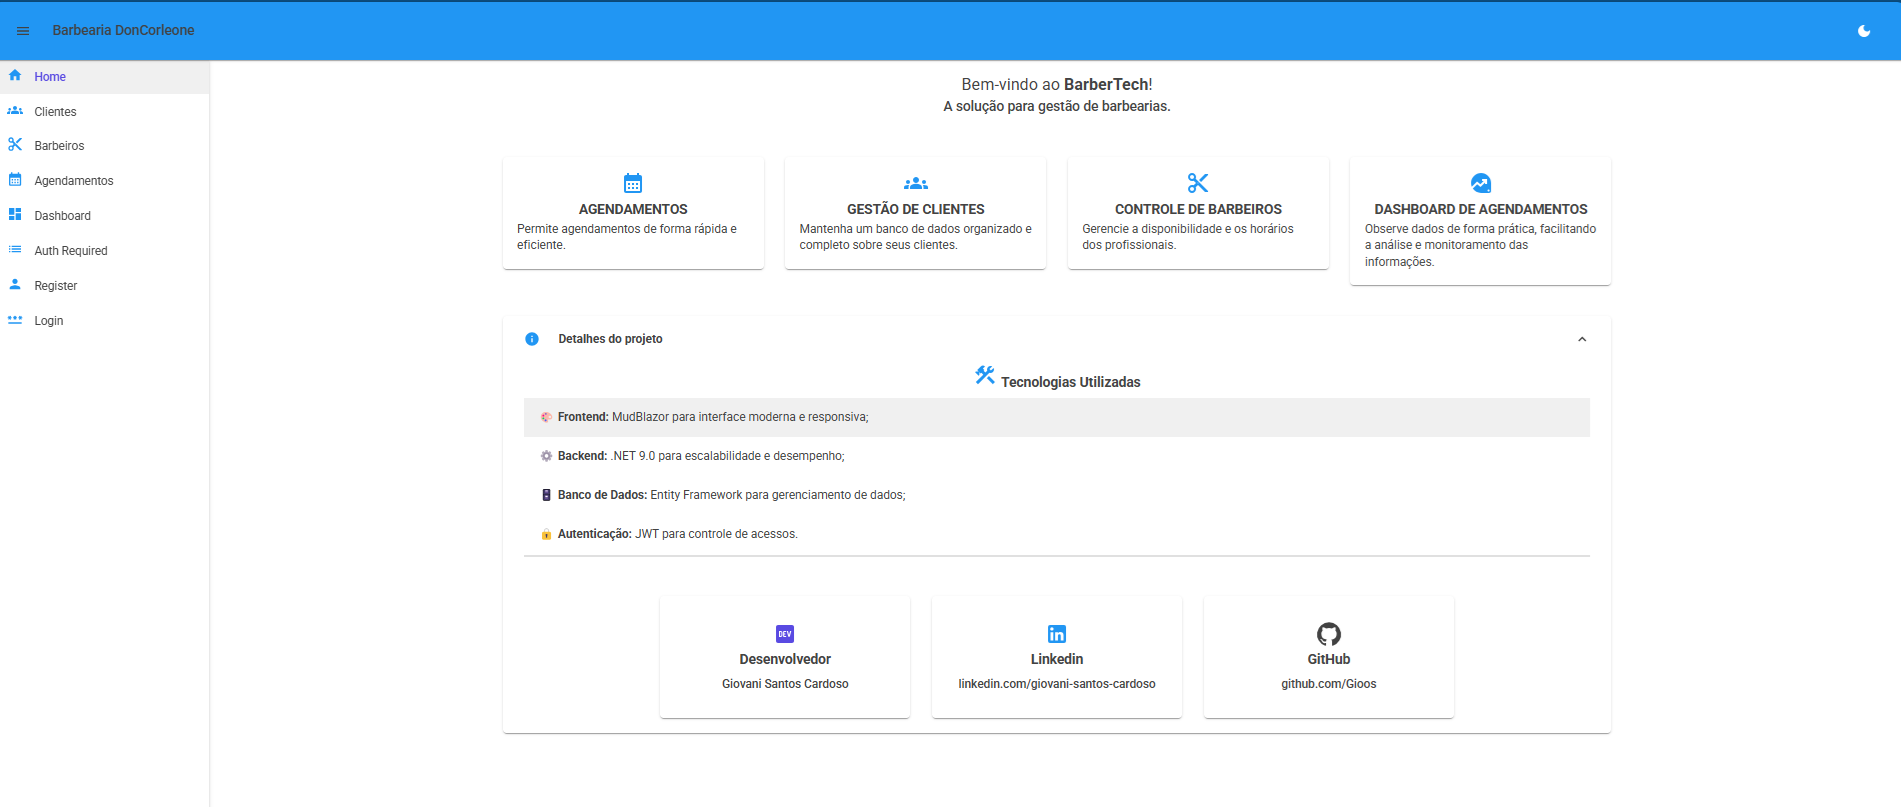 Barbearia DonCorleone
Home
Clientes
Barbeiros
Agendamentos
Dashboard
Auth Required
Register
Login
Bem-vindo ao BarberTech!
A solução para gestão de barbearias.
AGENDAMENTOS
Permite agendamentos de forma rápida e
eficiente.
GESTÃO DE CLIENTES
Mantenha um banco de dados organizado e
completo sobre seus clientes.
CONTROLE DE BARBEIROS
Gerencie a disponibilidade e os horários
dos profissionais.
DASHBOARD DE AGENDAMENTOS
Observe dados de forma prática, facilitando
a análise e monitoramento das
informações.
Detalhes do projeto
Tecnologias Utilizadas
Frontend: MudBlazor para interface moderna e responsiva;
Backend: .NET 9.0 para escalabilidade e desempenho;
Banco de Dados: Entity Framework para gerenciamento de dados;
Autenticação: JWT para controle de acessos.
DEV
Desenvolvedor
Giovani Santos Cardoso
in
Linkedin
linkedin.com/giovani-santos-cardoso
GitHub
github.com/Gioos